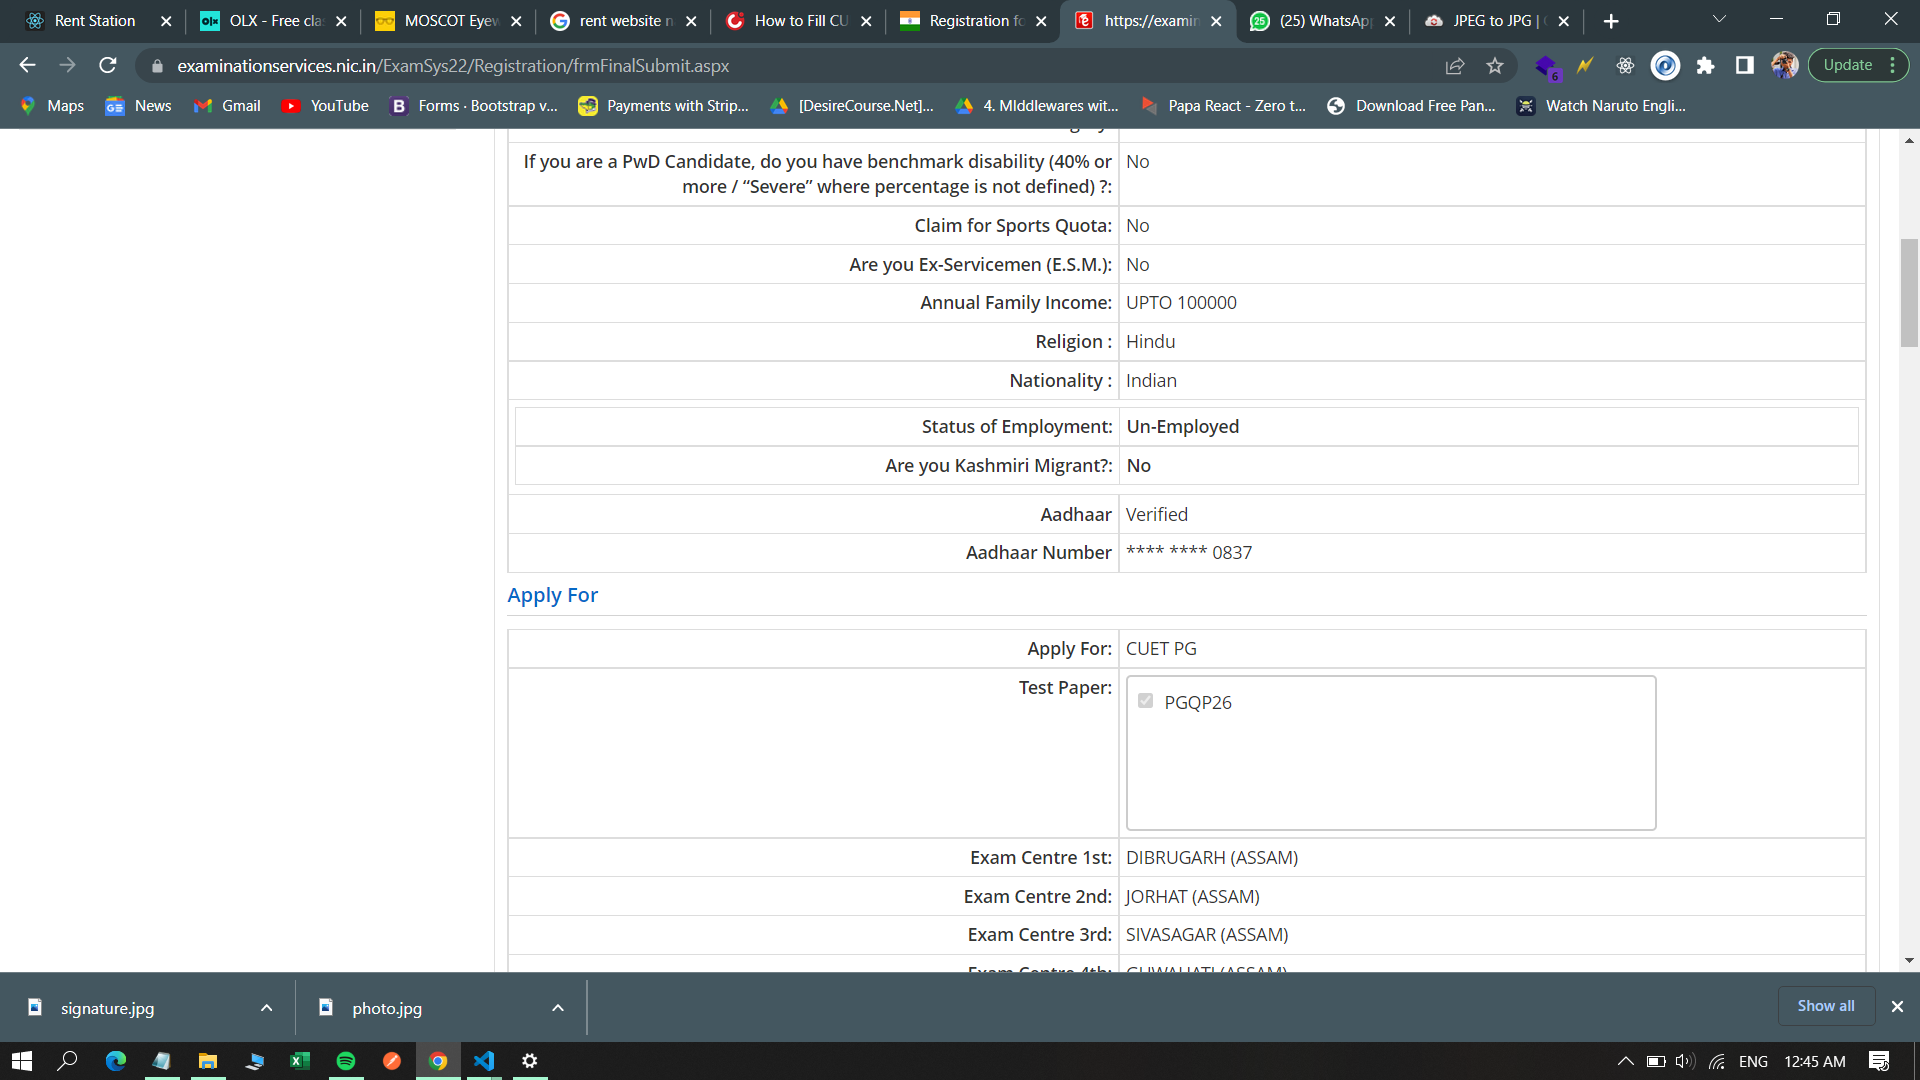 Rent Station
OLX - Free cla
MOSCOT Eyew
rent website n
How to Fill CU
Registration fo
https://examin
(25) WhatsAp
JPEG to JPG |
examinationservices.nic.in/ExamSys22/Registration/frmFinalSubmit.aspx
6
Update
Maps
News
Gmail
YouTube
Forms · Bootstrap v...
Payments with Strip...
[DesireCourse.Net]...
4. MIddlewares wit...
Papa React - Zero t...
Download Free Pan...
Watch Naruto Engli...
If you are a PwD Candidate, do you have benchmark disability (40% or
more / “Severe” where percentage is not defined) ?:
No
Claim for Sports Quota: No
Are you Ex-Servicemen (E.S.M.): No
Annual Family Income: UPTO 100000
Religion : Hindu
Nationality : Indian
Status of Employment: Un-Employed
Are you Kashmiri Migrant?: No
Aadhaar Verified
Aadhaar Number **** **** 0837
Apply For
Apply For: CUET PG
Test Paper: PGQP26
Exam Centre 1st: DIBRUGARH (ASSAM)
Exam Centre 2nd: JORHAT (ASSAM)
Exam Centre 3rd: SIVASAGAR (ASSAM)
Exam Centre 4th: GUWAHATI (ASSAM)
signature.jpg
photo.jpg
Show all
ENG
12:45 AM